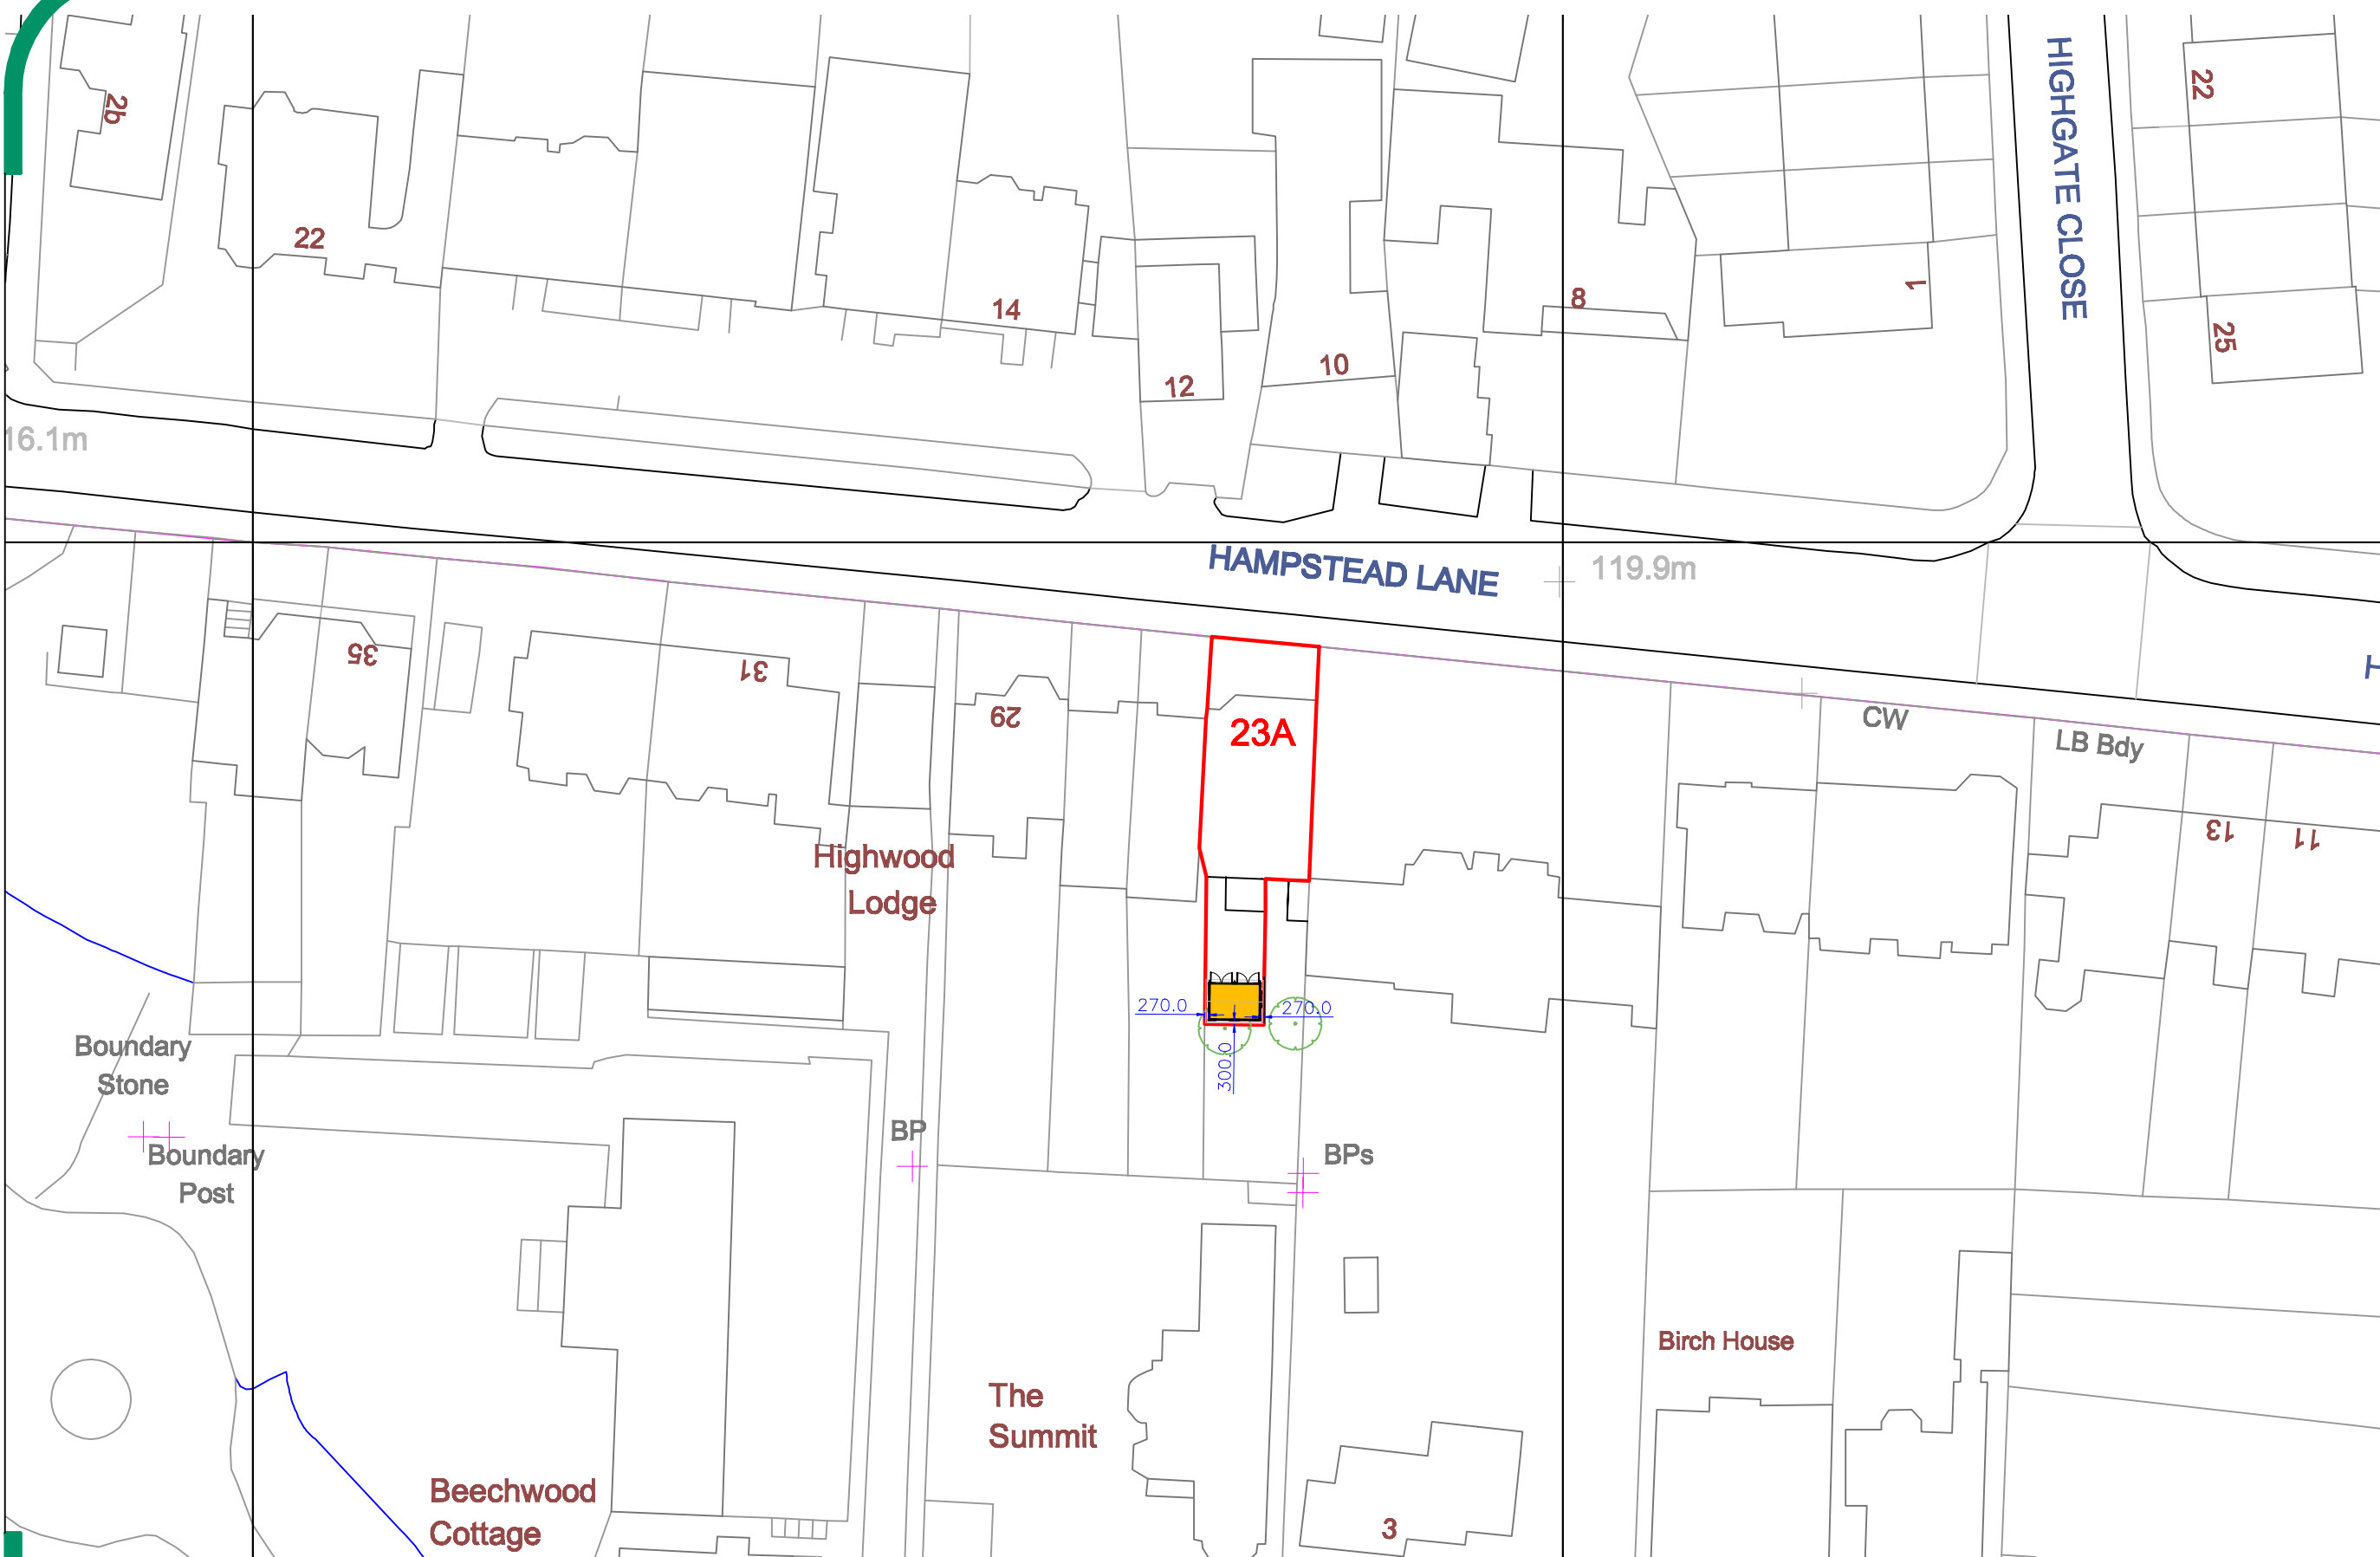 HIGHGATE CLOSE
22
2b
22
14
8
1
25
10
12
16.1m
HAMPSTEAD LANE
119.9m
35
31
29
23A
CW
LB Bdy
13
11
Highwood
Lodge
270.0
270.0
300.0
Boundary
Stone
BP
BPs
Boundary
Post
Birch House
The
Summit
Beechwood
Cottage
3
H